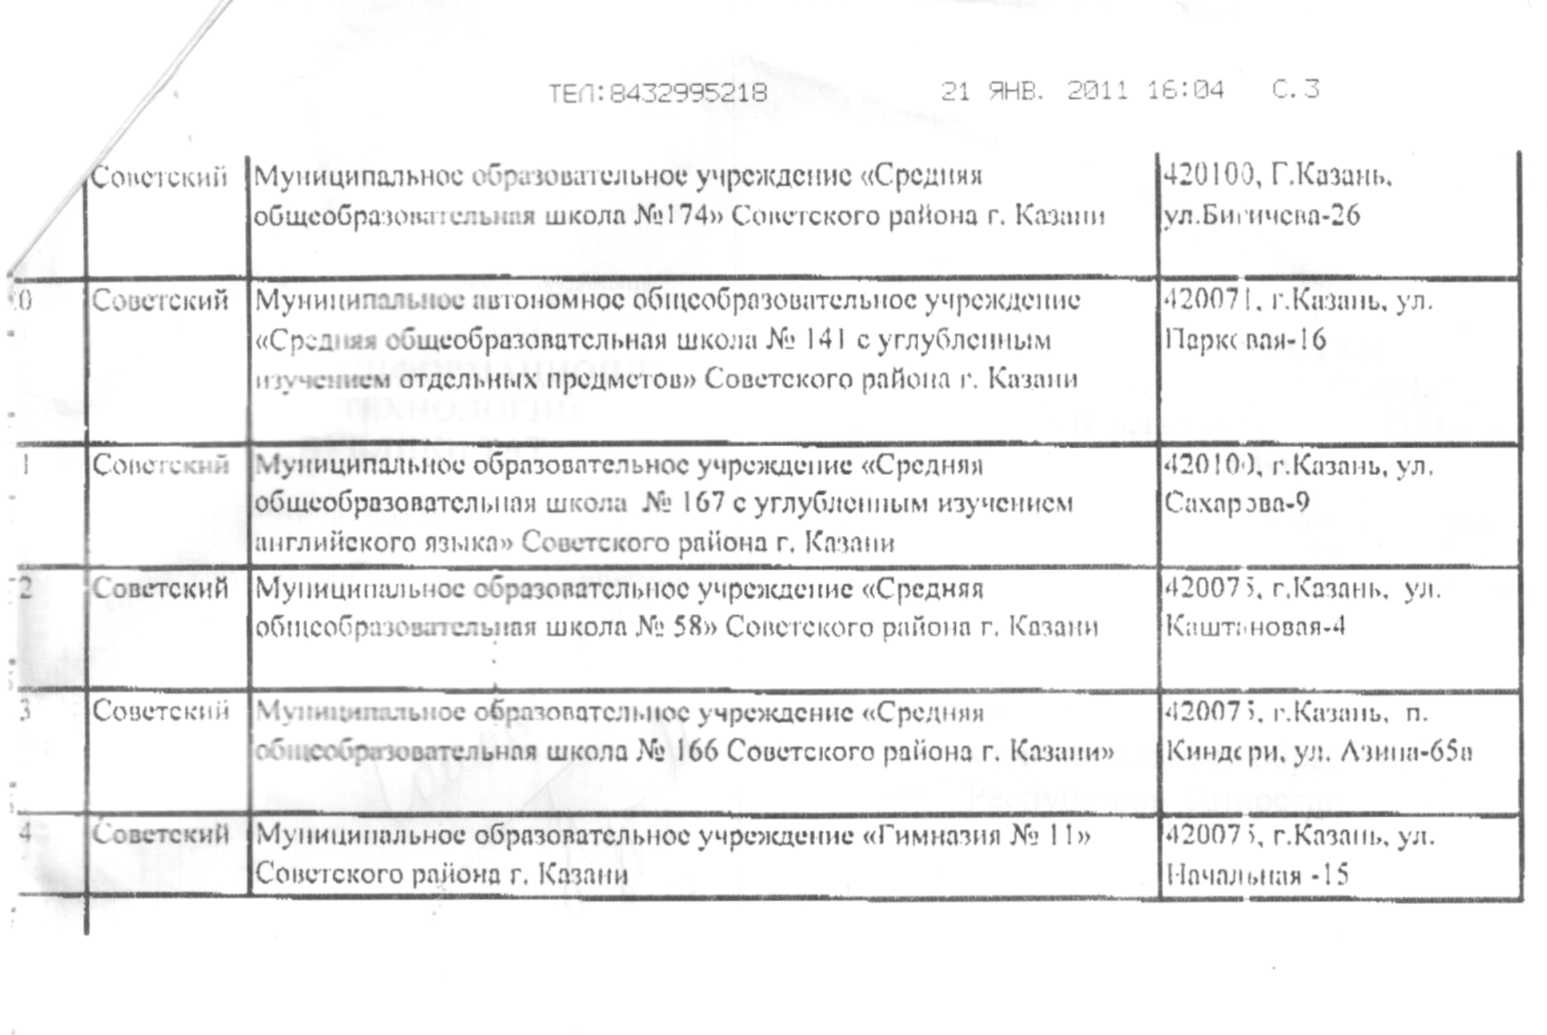 ТЕЛ:8432995218 21 ЯНВ. 2011 16:04 С.3
Советский Муниципальное образовательное учреждение «Средняя 420100, Г.Казань,
общеобразовательная школа №174» Советского района г. Казани ул.Бигичева-26
0 Советский Муниципальное автономное общеобразовательное учреждение 420071, г.Казань, ул.
«Средняя общеобразовательная школа № 141 с углубленным Парковая-16
изучением отдельных предметов» Советского района г. Казани
1 Советский Муниципальное образовательное учреждение «Средняя 420100, г.Казань, ул.
общеобразовательная школа № 167 с углубленным изучением Сахарова-9
английского языка» Советского района г. Казани
2 Советский Муниципальное образовательное учреждение «Средняя 420075, г.Казань, ул.
общеобразовательная школа № 58» Советского района г. Казани Каштановая-4
3 Советский Муниципальное образовательное учреждение «Средняя 420075, г.Казань, п.
общеобразовательная школа № 166 Советского района г. Казани» Киндери, ул. Азина-65а
4 Советский Муниципальное образовательное учреждение «Гимназия № 11» 420075, г.Казань, ул.
Советского района г. Казани Начальная -15